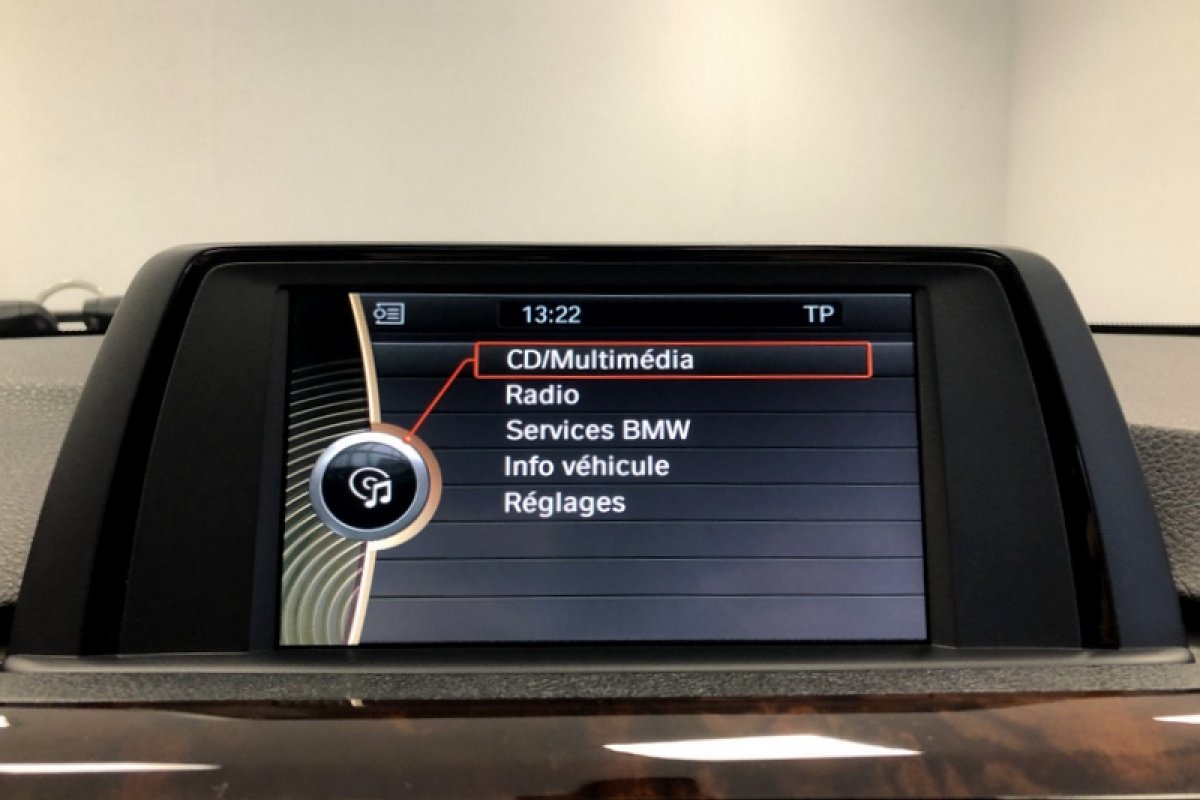 13:22 TP
CD/Multimédia
Radio
Services BMW
Info véhicule
Réglages